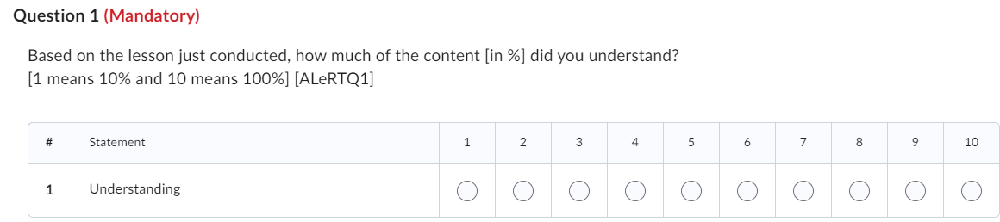 Question 1 (Mandatory)
Based on the lesson just conducted, how much of the content [in %] did you understand?
[1 means 10% and 10 means 100%] [ALeRTQ1]
# Statement 1 2 3 4 5 6 7 8 9 10
1 Understanding